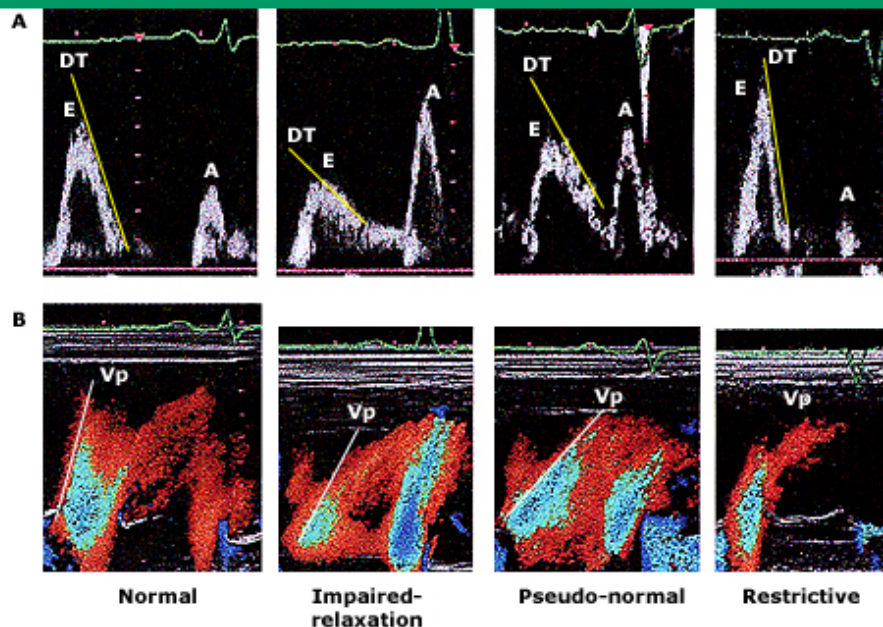 A
DT
E
A
DT
E
A
DT
E
A
DT
E
A
B
Vp
Vp
Vp
Vp
Normal
Impaired-
relaxation
Pseudo-normal
Restrictive